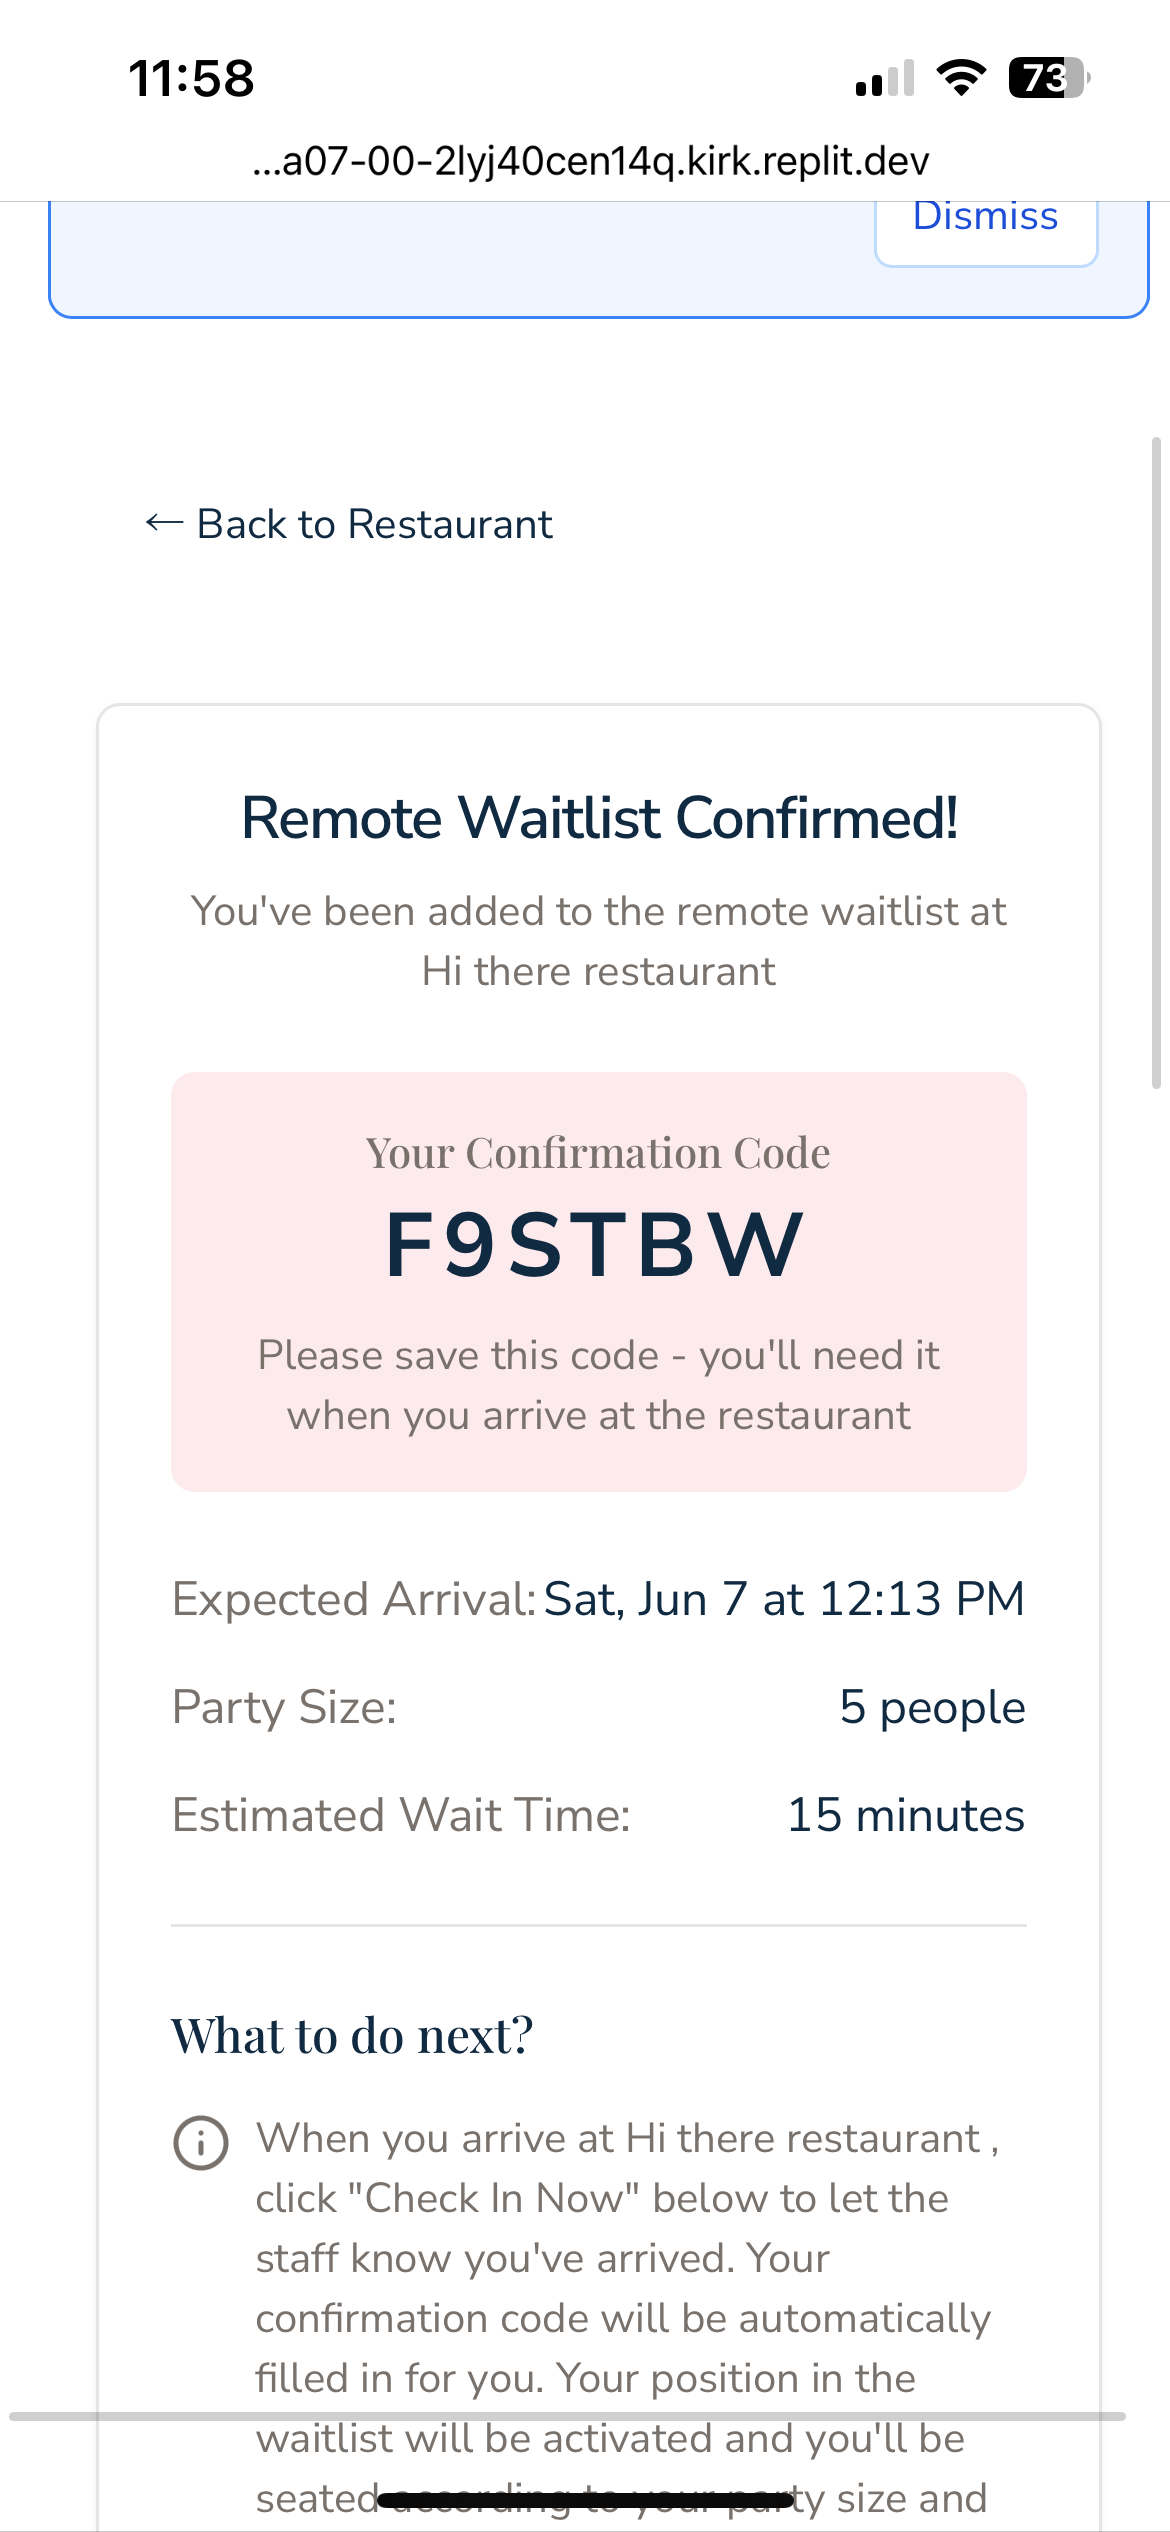 11:58
73
...a07-00-2lyj40cen14q.kirk.replit.dev
Dismiss
← Back to Restaurant
Remote Waitlist Confirmed!
You've been added to the remote waitlist at
Hi there restaurant
Your Confirmation Code
F9STBW
Please save this code - you'll need it
when you arrive at the restaurant
Expected Arrival: Sat, Jun 7 at 12:13 PM
Party Size: 5 people
Estimated Wait Time: 15 minutes
What to do next?
When you arrive at Hi there restaurant ,
click "Check In Now" below to let the
staff know you've arrived. Your
confirmation code will be automatically
filled in for you. Your position in the
waitlist will be activated and you'll be
seated according to your party size and